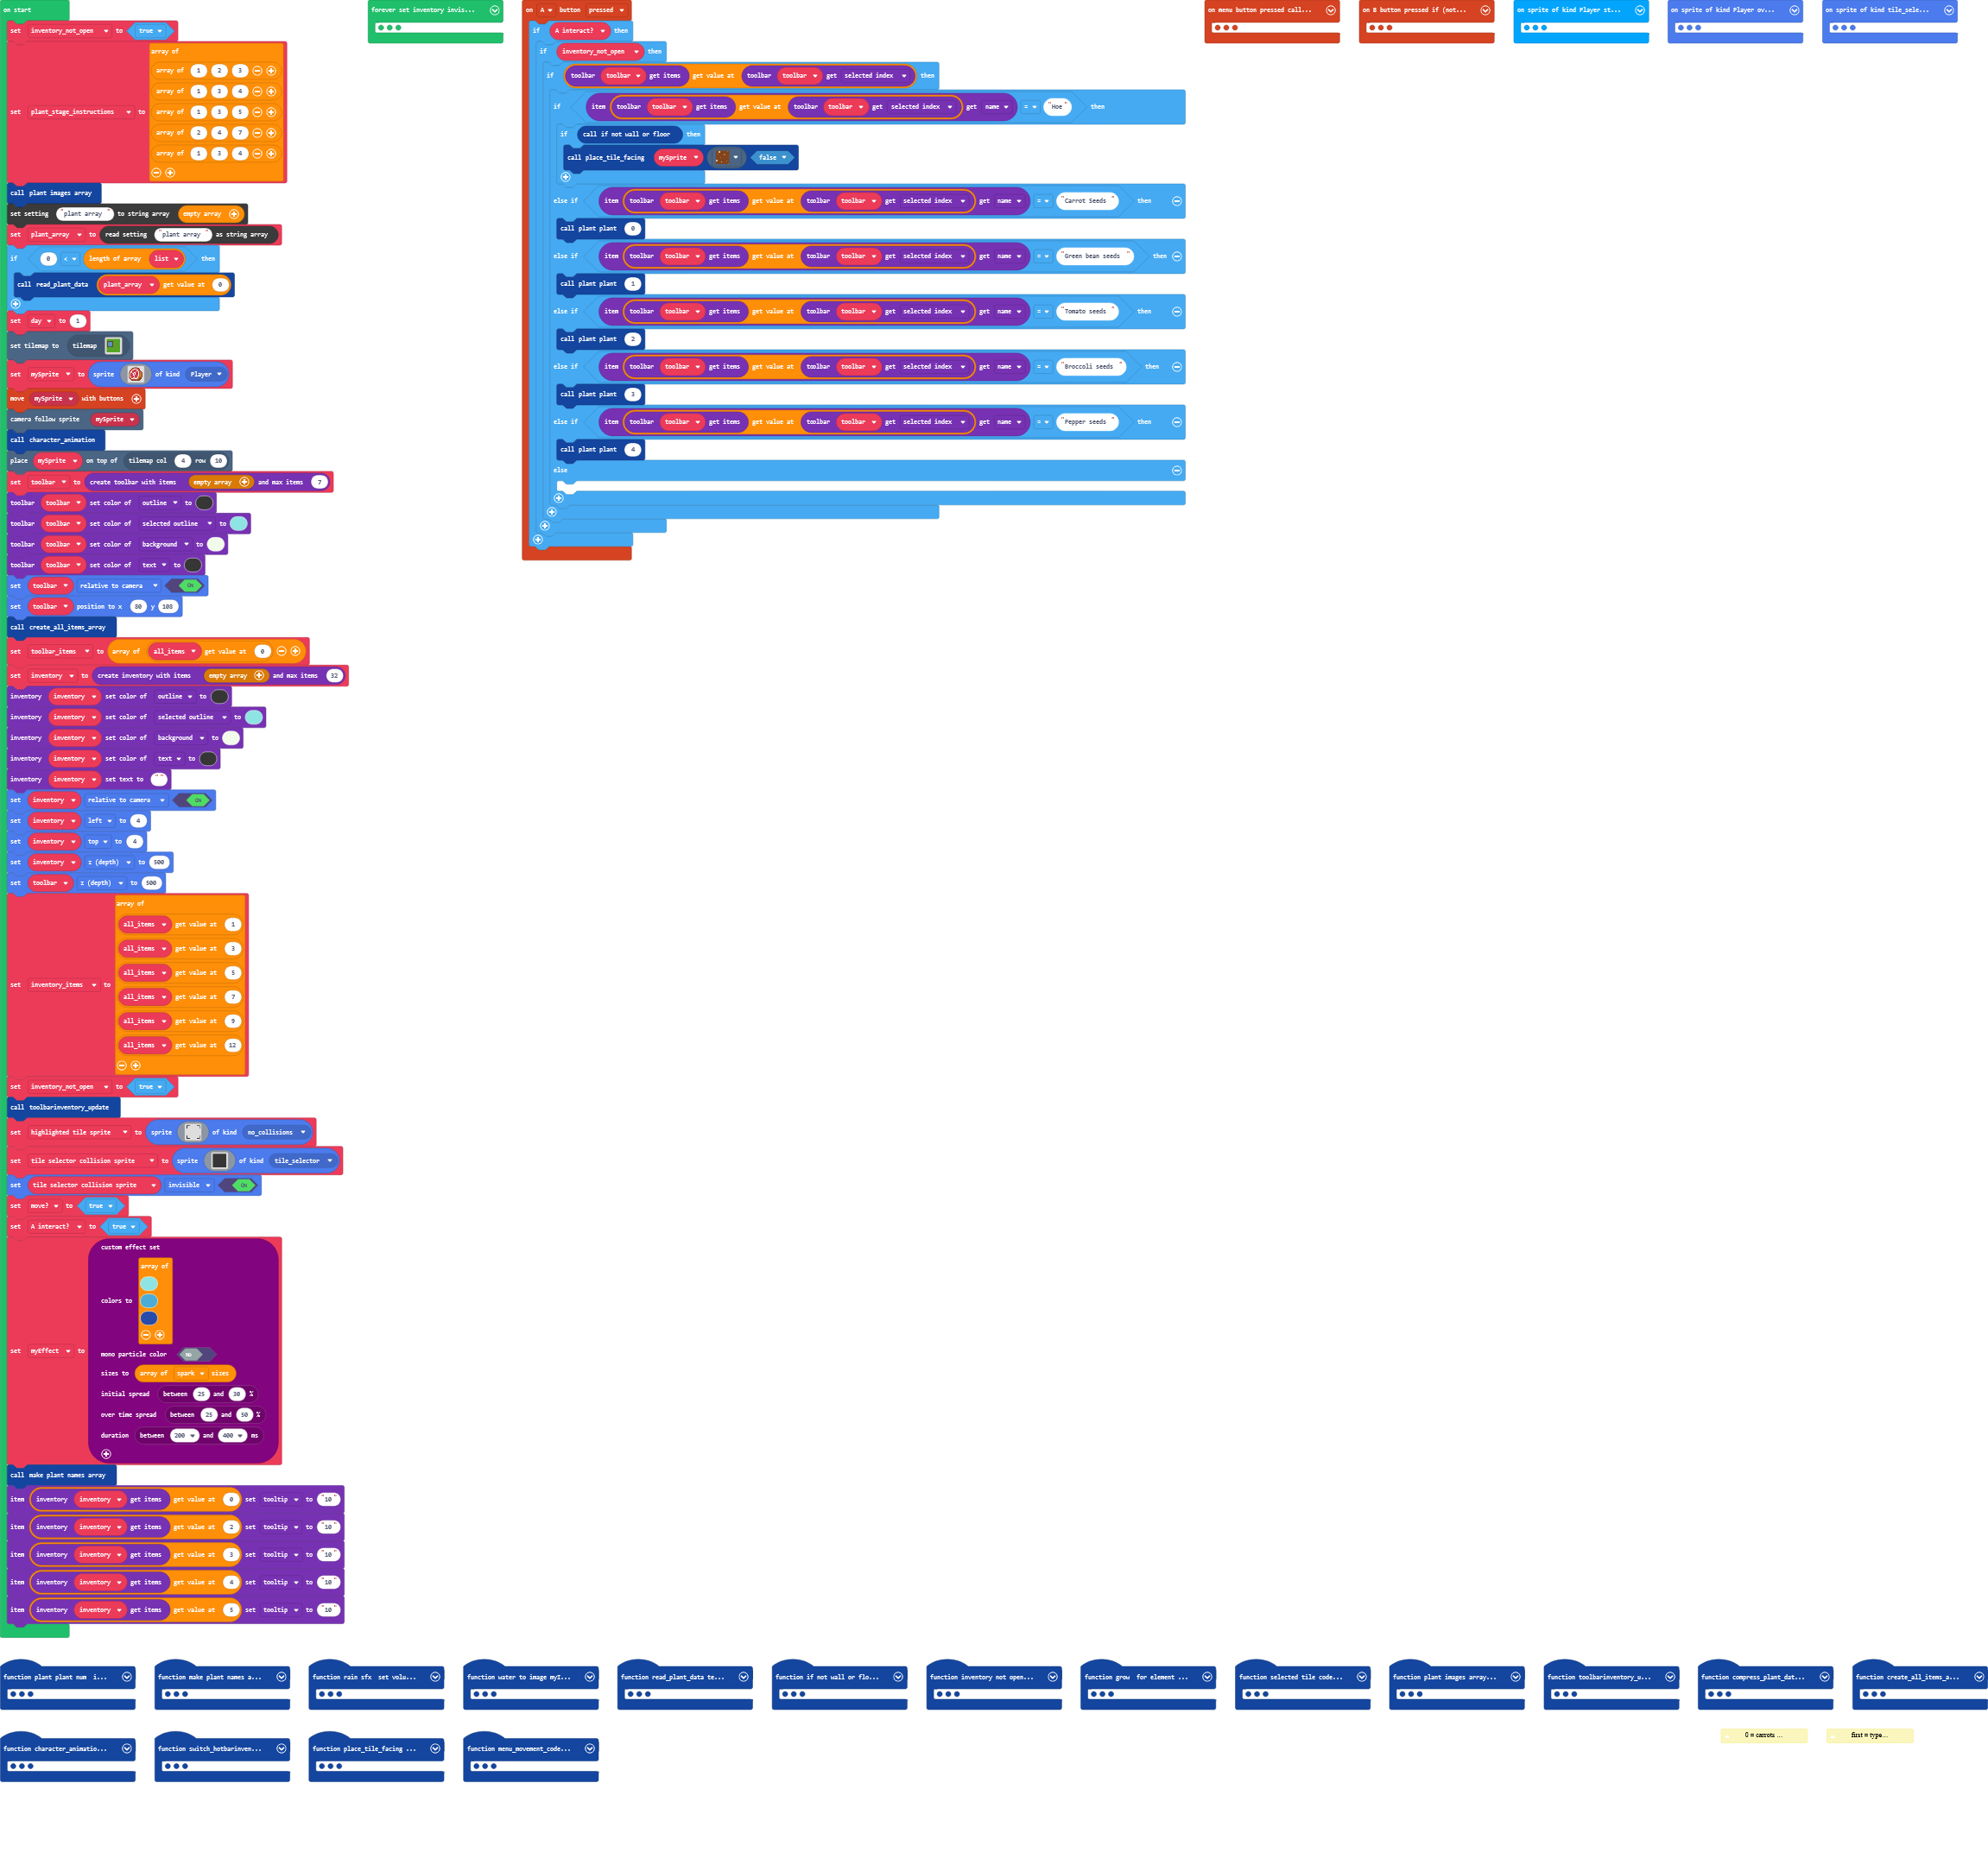 on start
set inventory_not_open to true
set plant_stage_instructions to array of
array of 1 2 3
array of 1 3 4
array of 1 3 5
array of 2 4 7
array of 1 3 4
call plant images array
set setting "plant array" to string array empty array
set plant_array to read setting "plant array" as string array
if 0 < length of array list then
call read_plant_data plant_array get value at 0
set day to 1
set tilemap to tilemap
set mySprite to sprite of kind Player
move mySprite with buttons
camera follow sprite mySprite
call character_animation
place mySprite on top of tilemap col 4 row 10
set toolbar to create toolbar with items empty array and max items 7
toolbar toolbar set color of outline to
toolbar toolbar set color of selected outline to
toolbar toolbar set color of background to
toolbar toolbar set color of text to
set toolbar relative to camera ON
set toolbar position to x 80 y 108
call create_all_items_array
set toolbar_items to array of all_items get value at 0
set inventory to create inventory with items empty array and max items 32
inventory inventory set color of outline to
inventory inventory set color of selected outline to
inventory inventory set color of background to
inventory inventory set color of text to
inventory inventory set text to " "
set inventory relative to camera ON
set inventory left to 4
set inventory top to 4
set inventory z (depth) to 500
set toolbar z (depth) to 500
set inventory_items to array of
all_items get value at 1
all_items get value at 3
all_items get value at 5
all_items get value at 7
all_items get value at 9
all_items get value at 12
set inventory_not_open to true
call toolbarinventory_update
set highlighted tile sprite to sprite of kind no_collisions
set tile selector collision sprite to sprite of kind tile_selector
set tile selector collision sprite invisible ON
set move? to true
set A interact? to true
set myEffect to custom effect set
colors to array of
mono particle color NO
sizes to array of spark sizes
initial spread between 25 and 30 %
over time spread between 25 and 50 %
duration between 200 and 400 ms
call make plant names array
item inventory inventory get items get value at 0 set tooltip to "10"
item inventory inventory get items get value at 2 set tooltip to "10"
item inventory inventory get items get value at 3 set tooltip to "10"
item inventory inventory get items get value at 4 set tooltip to "10"
item inventory inventory get items get value at 5 set tooltip to "10"
forever set inventory invis...
on A button pressed
if A interact? then
if inventory_not_open then
if toolbar toolbar get items get value at toolbar toolbar get selected index then
if item toolbar toolbar get items get value at toolbar toolbar get selected index get name = "Hoe" then
if call if not wall or floor then
call place_tile_facing mySprite false
else if item toolbar toolbar get items get value at toolbar toolbar get selected index get name = "Carrot Seeds" then
call plant plant 0
else if item toolbar toolbar get items get value at toolbar toolbar get selected index get name = "Green bean seeds" then
call plant plant 1
else if item toolbar toolbar get items get value at toolbar toolbar get selected index get name = "Tomato seeds" then
call plant plant 2
else if item toolbar toolbar get items get value at toolbar toolbar get selected index get name = "Broccoli seeds" then
call plant plant 3
else if item toolbar toolbar get items get value at toolbar toolbar get selected index get name = "Pepper seeds" then
call plant plant 4
else
on menu button pressed call...
on B button pressed if (not...
on sprite of kind Player st...
on sprite of kind Player ov...
on sprite of kind tile_sele...
function plant plant num i...
function make plant names a...
function rain sfx set volu...
function water to image myI...
function read_plant_data te...
function if not wall or flo...
function inventory not open...
function grow for element ...
function selected tile code...
function plant images array...
function toolbarinventory_u...
function compress_plant_dat...
function create_all_items_a...
function character_animatio...
function switch_hotbarinven...
function place_tile_facing ...
function menu_movement_code...
0 = carrots ...
first = type...